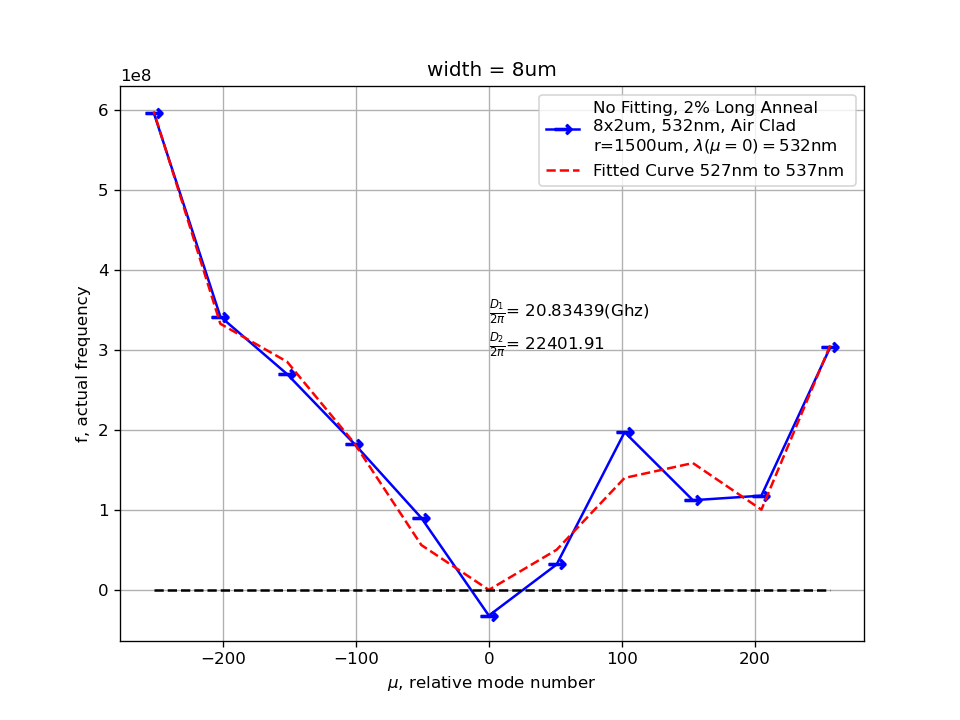 width = 8um
1e8
6
5
4
3
2
1
0
f, actual frequency
No Fitting, 2% Long Anneal
8x2um, 532nm, Air Clad
r=1500um, λ(μ = 0) = 532nm
Fitted Curve 527nm to 537nm
D₁/2π = 20.83439(Ghz)
D₂/2π = 22401.91
−200 −100 0 100 200
μ, relative mode number